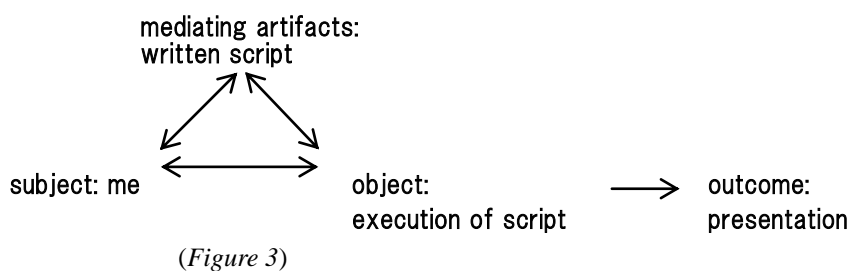 mediating artifacts:
written script
subject: me
object:
execution of script
outcome:
presentation
(Figure 3)